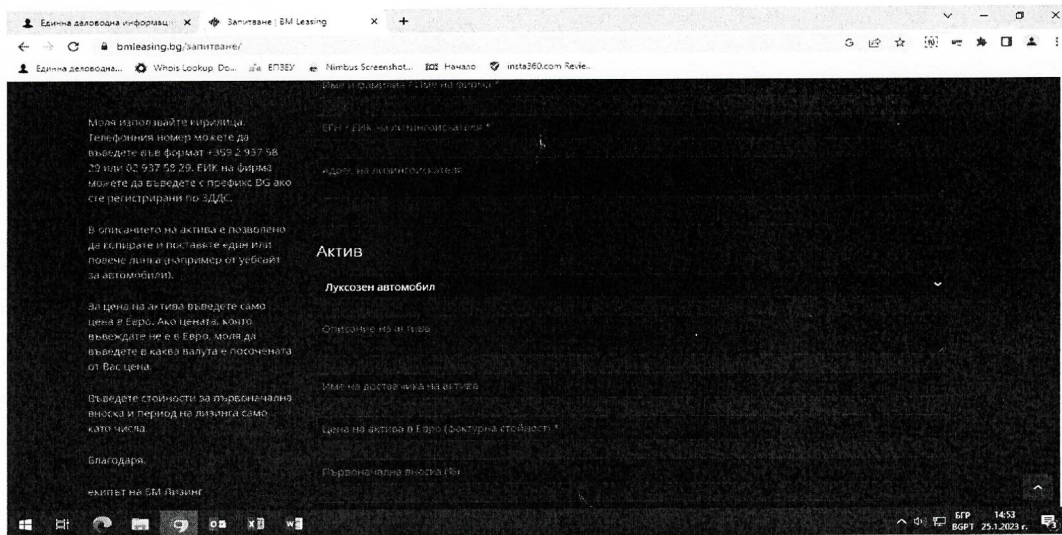 Единна деловодна информац
Запитване | BM Leasing
bmleasing.bg/запитване/
Единна деловодна...
Whois Lookup, Do...
ЕПЗЕУ
Nimbus Screenshot...
Начало
insta360.com Revie...
Име и фамилия / Име на фирма *
Моля използвайте кирилица.
Телефонния номер можете да
въведете във формат +359 2 937 58
29 или 02 937 58 29. ЕИК на фирма
можете да въведете с префикс BG ако
сте регистрирани по ЗДДС.
ЕГН / ЕИК на лизингоискателя *
Адрес на лизингоискателя
В описанието на актива е позволено
да копирате и поставяте един или
повече линка (например от уебсайт
за автомобили).
За цена на актива въведете само
цена в Евро. Ако цената, която
въвеждате не е в Евро, моля да
въведете в каква валута е посочената
от Вас цена.
Въведете стойности за първоначална
вноска и период на лизинга само
като числа.
Благодаря.
екипът на БМ Лизинг
Актив
Луксозен автомобил
Описание на актива
Име на доставчика на актива
Цена на актива в Евро (фактурна стойност) *
Първоначална вноска (%)
БГР
14:53
BGPT
25.1.2023 г.